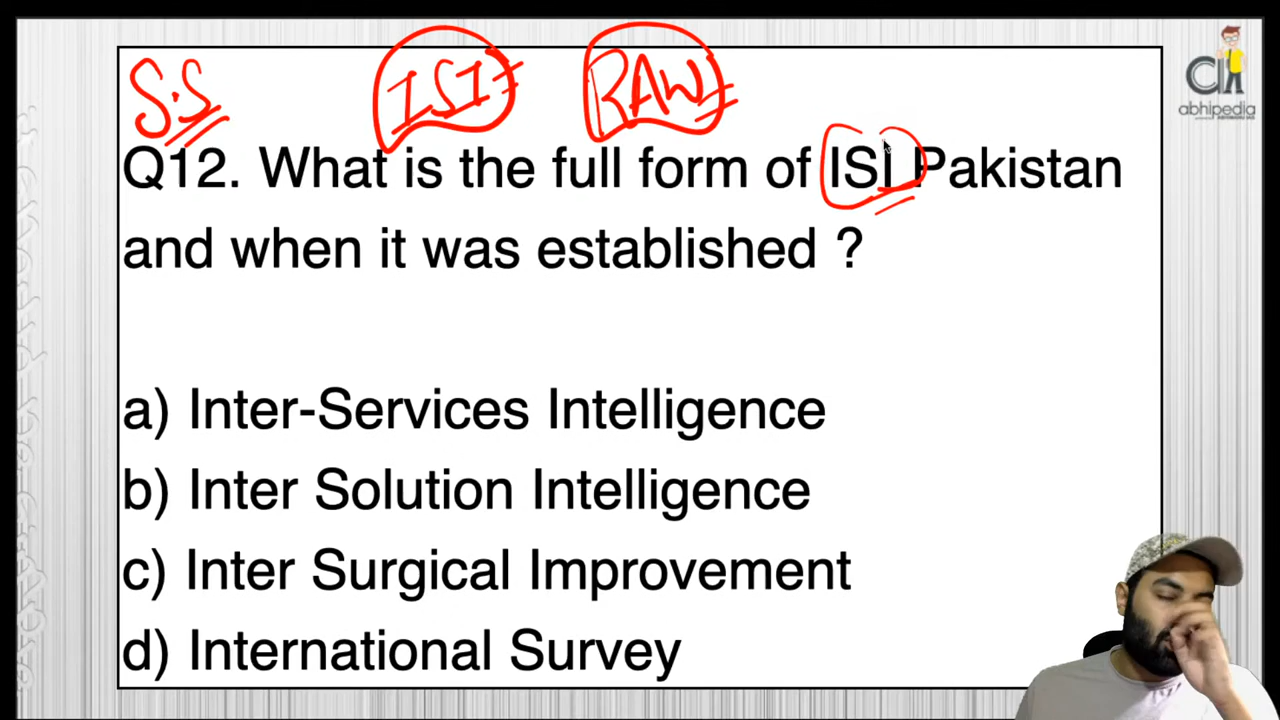 S.S ISI RAW
abhipedia
Q12. What is the full form of ISI Pakistan
and when it was established ?
a) Inter-Services Intelligence
b) Inter Solution Intelligence
c) Inter Surgical Improvement
d) International Survey